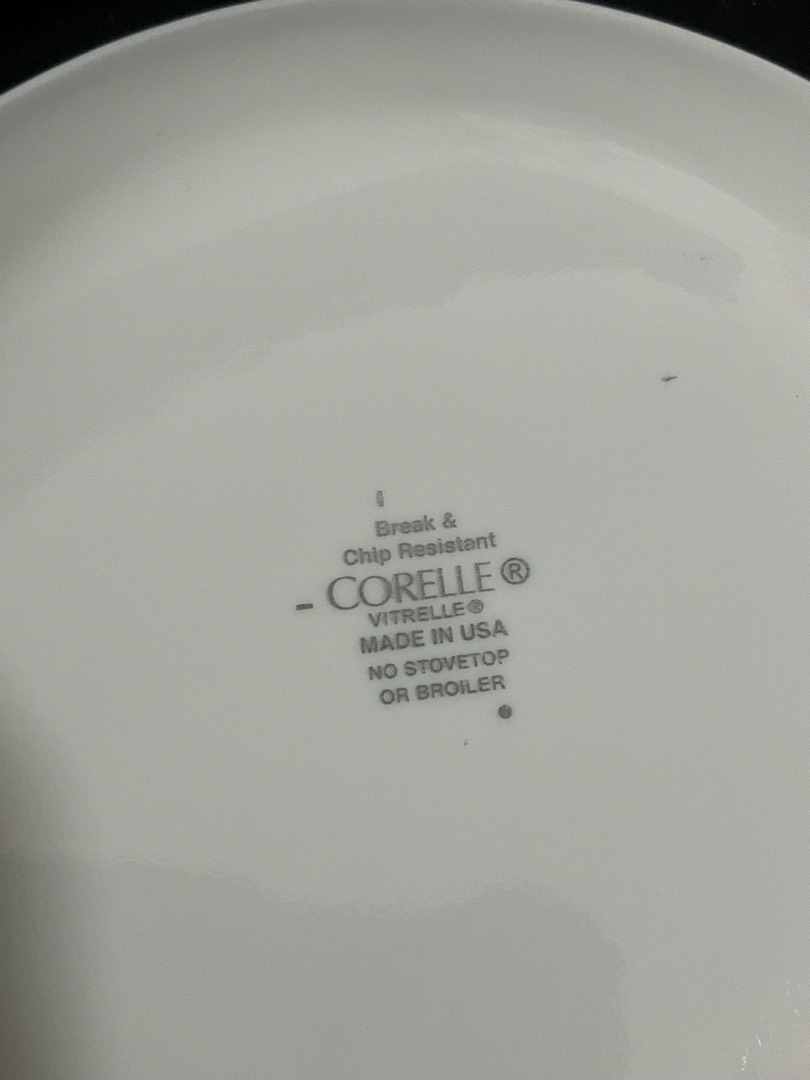 Break &
Chip Resistant
- CORELLE®
VITRELLE®
MADE IN USA
NO STOVETOP
OR BROILER